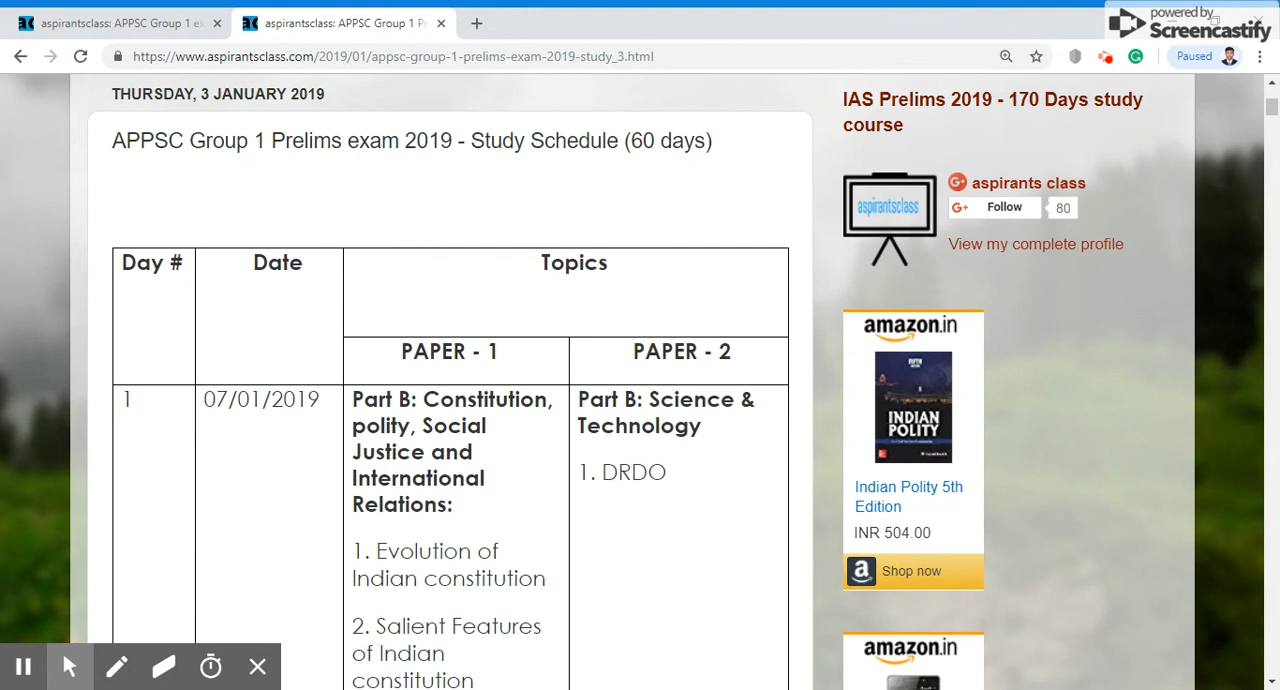 aspirantsclass: APPSC Group 1 e
aspirantsclass: APPSC Group 1 P
powered by
Screencastify
https://www.aspirantsclass.com/2019/01/appsc-group-1-prelims-exam-2019-study_3.html
Paused
THURSDAY, 3 JANUARY 2019
APPSC Group 1 Prelims exam 2019 - Study Schedule (60 days)
Day #
Date
Topics
PAPER - 1
PAPER - 2
1
07/01/2019
Part B: Constitution,
polity, Social
Justice and
International
Relations:
1. Evolution of
Indian constitution
2. Salient Features
of Indian
constitution
Part B: Science &
Technology
1. DRDO
IAS Prelims 2019 - 170 Days study
course
aspirantsclass
G+ aspirants class
G+ Follow 80
View my complete profile
amazon.in
INDIAN
POLITY
Indian Polity 5th
Edition
INR 504.00
a Shop now
amazon.in